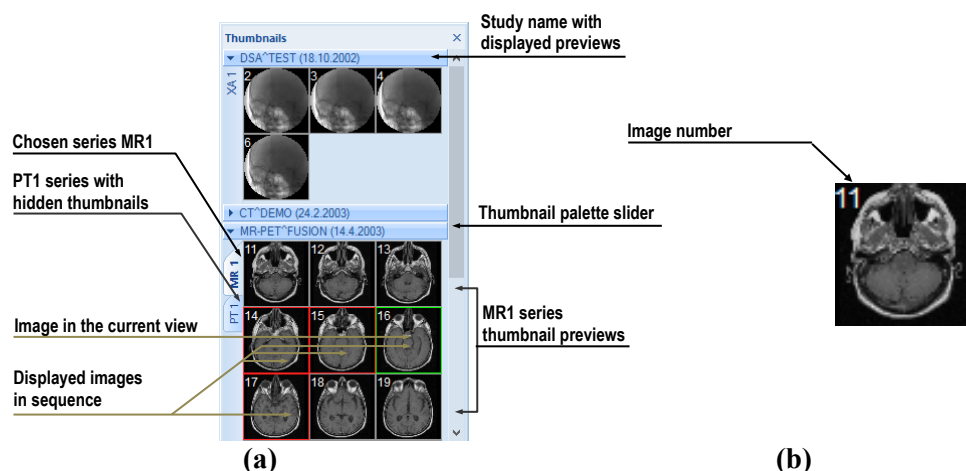 Study name with
displayed previews
Thumbnails
DSA^TEST (18.10.2002)
XA 1
2
3
4
6
Chosen series MR1
PT1 series with
hidden thumbnails
CT^DEMO (24.2.2003)
MR-PET^FUSION (14.4.2003)
Thumbnail palette slider
MR 1
PT 1
11
12
13
14
15
16
17
18
19
Image in the current view
Displayed images
in sequence
MR1 series
thumbnail previews
(a)
Image number
11
(b)